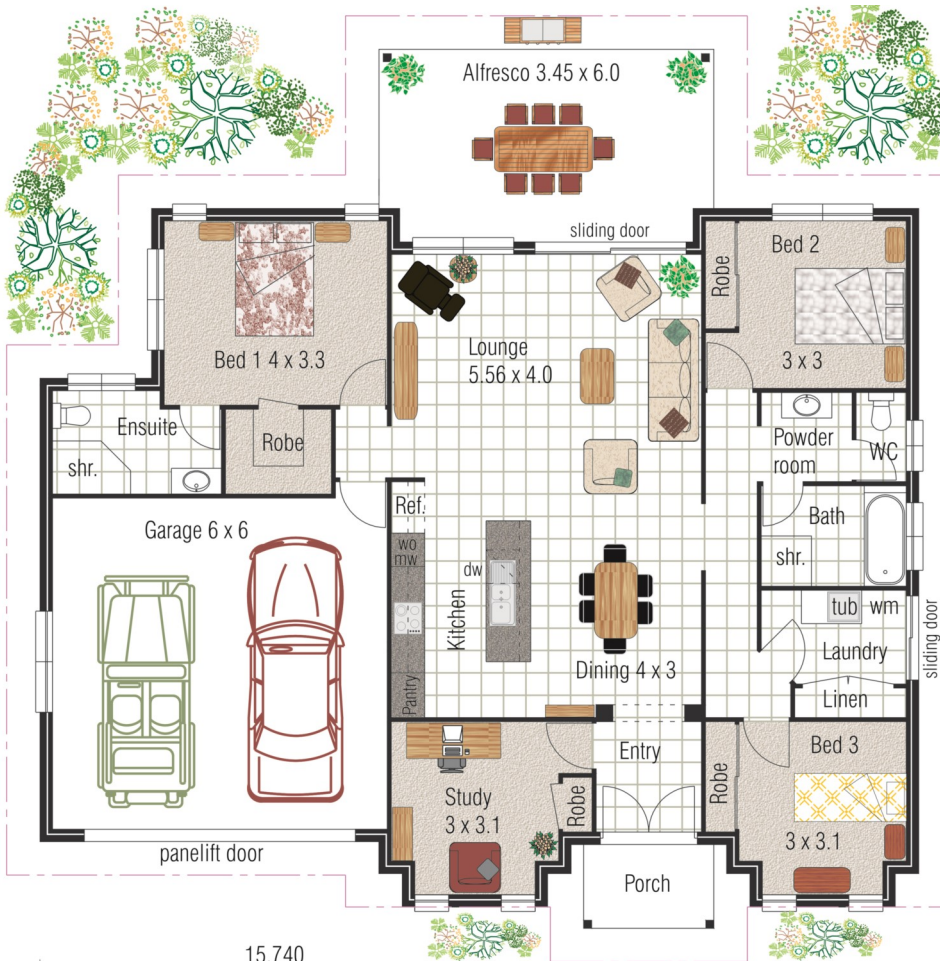 Alfresco 3.45 x 6.0
sliding door
Bed 2
Robe
3 x 3
Lounge
5.56 x 4.0
Bed 1 4 x 3.3
Ensuite
Robe
shr.
Powder
room
WC
Ref.
Bath
Garage 6 x 6
wo
mw
dw
shr.
Kitchen
tub
wm
sliding door
Laundry
Dining 4 x 3
Pantry
Linen
Entry
Bed 3
Study
3 x 3.1
Robe
Robe
3 x 3.1
panelift door
Porch
15.740